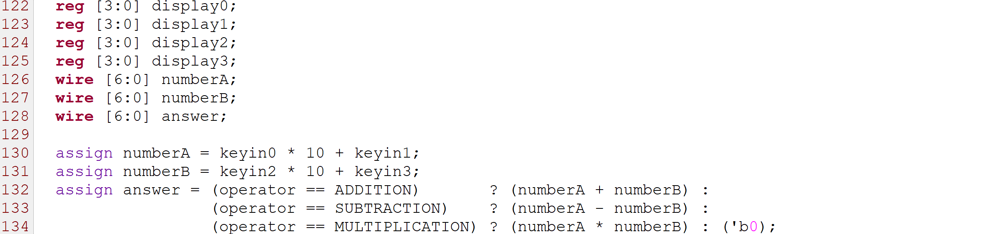 122 reg [3:0] display0;
123 reg [3:0] display1;
124 reg [3:0] display2;
125 reg [3:0] display3;
126 wire [6:0] numberA;
127 wire [6:0] numberB;
128 wire [6:0] answer;
129
130 assign numberA = keyin0 * 10 + keyin1;
131 assign numberB = keyin2 * 10 + keyin3;
132 assign answer = (operator == ADDITION) ? (numberA + numberB) :
133 (operator == SUBTRACTION) ? (numberA - numberB) :
134 (operator == MULTIPLICATION) ? (numberA * numberB) : ('b0);